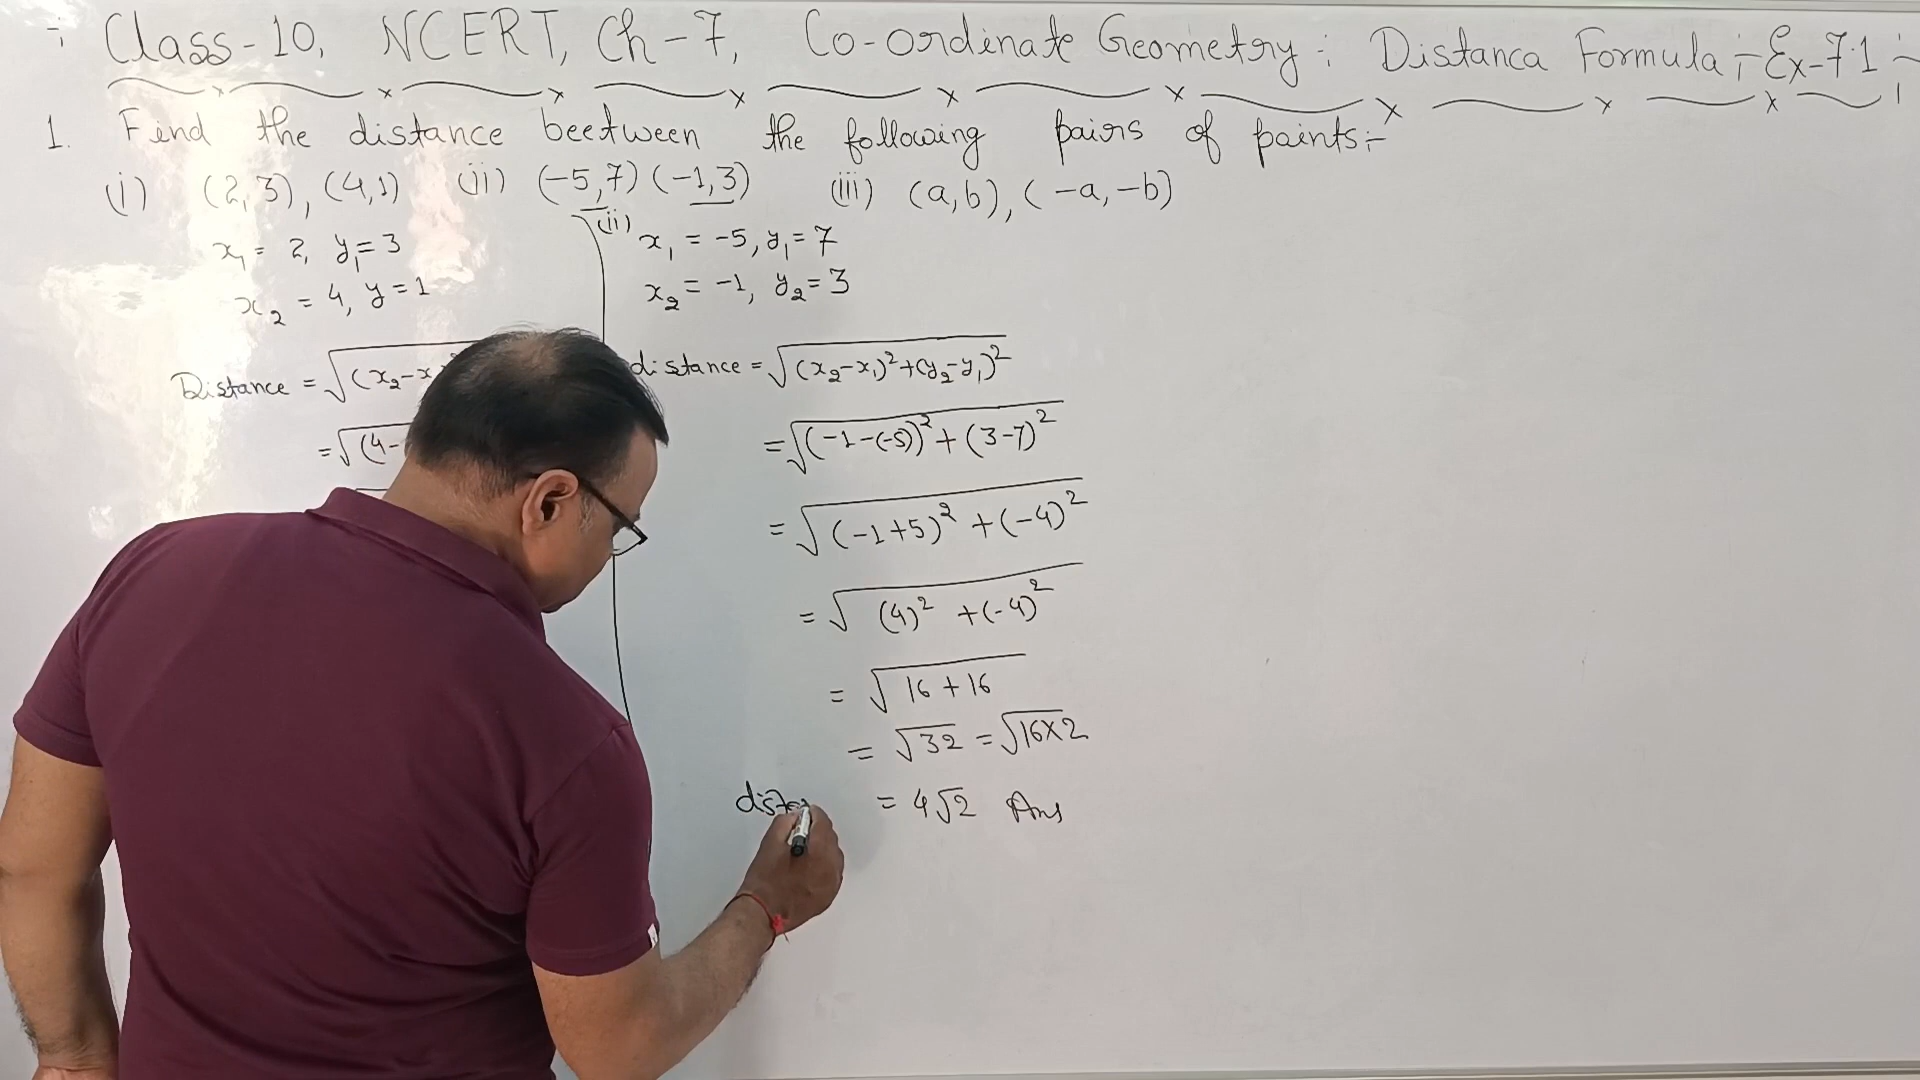 :- Class-10, NCERT, Ch-7, Co-ordinate Geometry : Distanca Formula :- Ex-7.1 :-
1. Find the distance beetween the following pairs of paints:-
(i) (2,3), (4,1) (ii) (-5,7) (-1,3) (iii) (a,b), (-a,-b)
x₁ = 2, y₁ = 3
x₂ = 4, y = 1
Distance = √(x₂-x
= √(4-
(ii) x₁ = -5, y₁ = 7
x₂ = -1, y₂ = 3
distance = √(x₂-x₁)²+(y₂-y₁)²
= √(-1-(-5))²+(3-7)²
= √(-1+5)²+(-4)²
= √(4)²+(-4)²
= √16+16
= √32 = √16×2
dista = 4√2 Ans